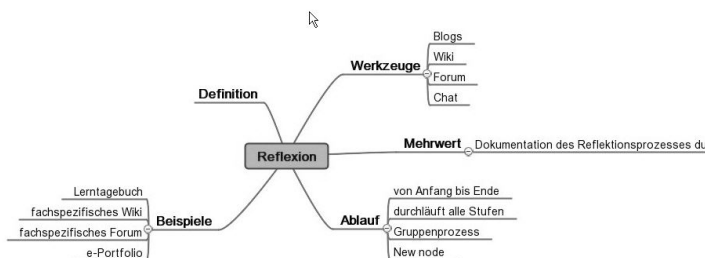 Blogs
Wiki
Forum
Chat
Werkzeuge
Definition
Mehrwert
Dokumentation des Reflektionsprozesses du
Reflexion
Lerntagebuch
fachspezifisches Wiki
fachspezifisches Forum
e-Portfolio
Beispiele
Ablauf
von Anfang bis Ende
durchläuft alle Stufen
Gruppenprozess
New node